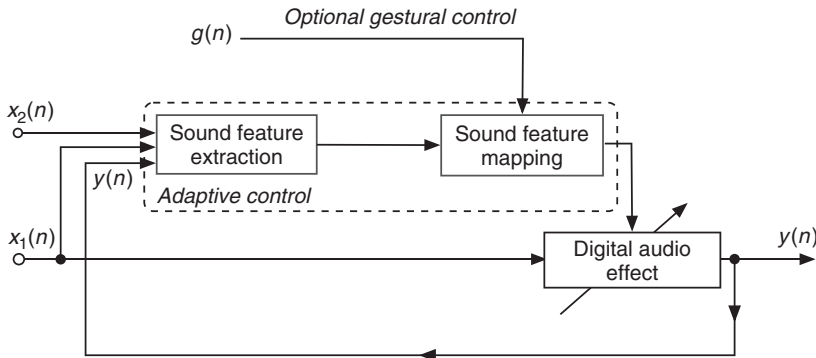 Optional gestural control
g(n)
x2(n)
Sound feature
extraction
Sound feature
mapping
y(n)
Adaptive control
x1(n)
Digital audio
effect
y(n)